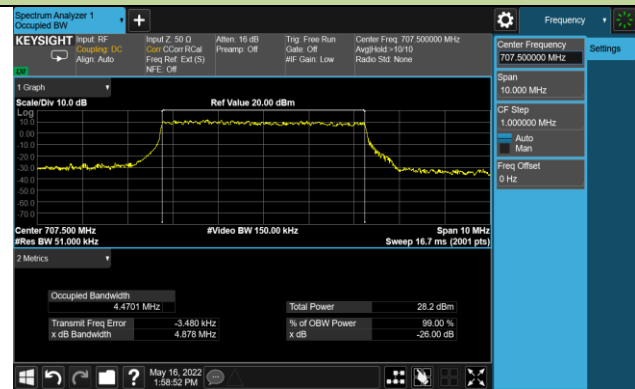 Spectrum Analyzer 1
Occupied BW
+
Frequency
KEYSIGHT
Input: RF
Coupling: DC
Align: Auto
Input Z: 50 Ω
Corr CCorr RCal
Freq Ref: Ext (S)
NFE: Off
Atten: 16 dB
Preamp: Off
Trig: Free Run
Gate: Off
#IF Gain: Low
Center Freq: 707.500000 MHz
Avg|Hold:>10/10
Radio Std: None
Center Frequency
707.500000 MHz
Settings
Span
10.000 MHz
CF Step
1.000000 MHz
Auto
Man
Freq Offset
0 Hz
1 Graph
Scale/Div 10.0 dB
Ref Value 20.00 dBm
Log
10.0
0.00
-10.0
-20.0
-30.0
-40.0
-50.0
-60.0
-70.0
Center 707.500 MHz
#Video BW 150.00 kHz
Span 10 MHz
#Res BW 51.000 kHz
Sweep 16.7 ms (2001 pts)
2 Metrics
Occupied Bandwidth
4.4701 MHz
Total Power 28.2 dBm
Transmit Freq Error -3.480 kHz
% of OBW Power 99.00 %
x dB Bandwidth 4.878 MHz
x dB -26.00 dB
?
May 16, 2022
1:58:52 PM